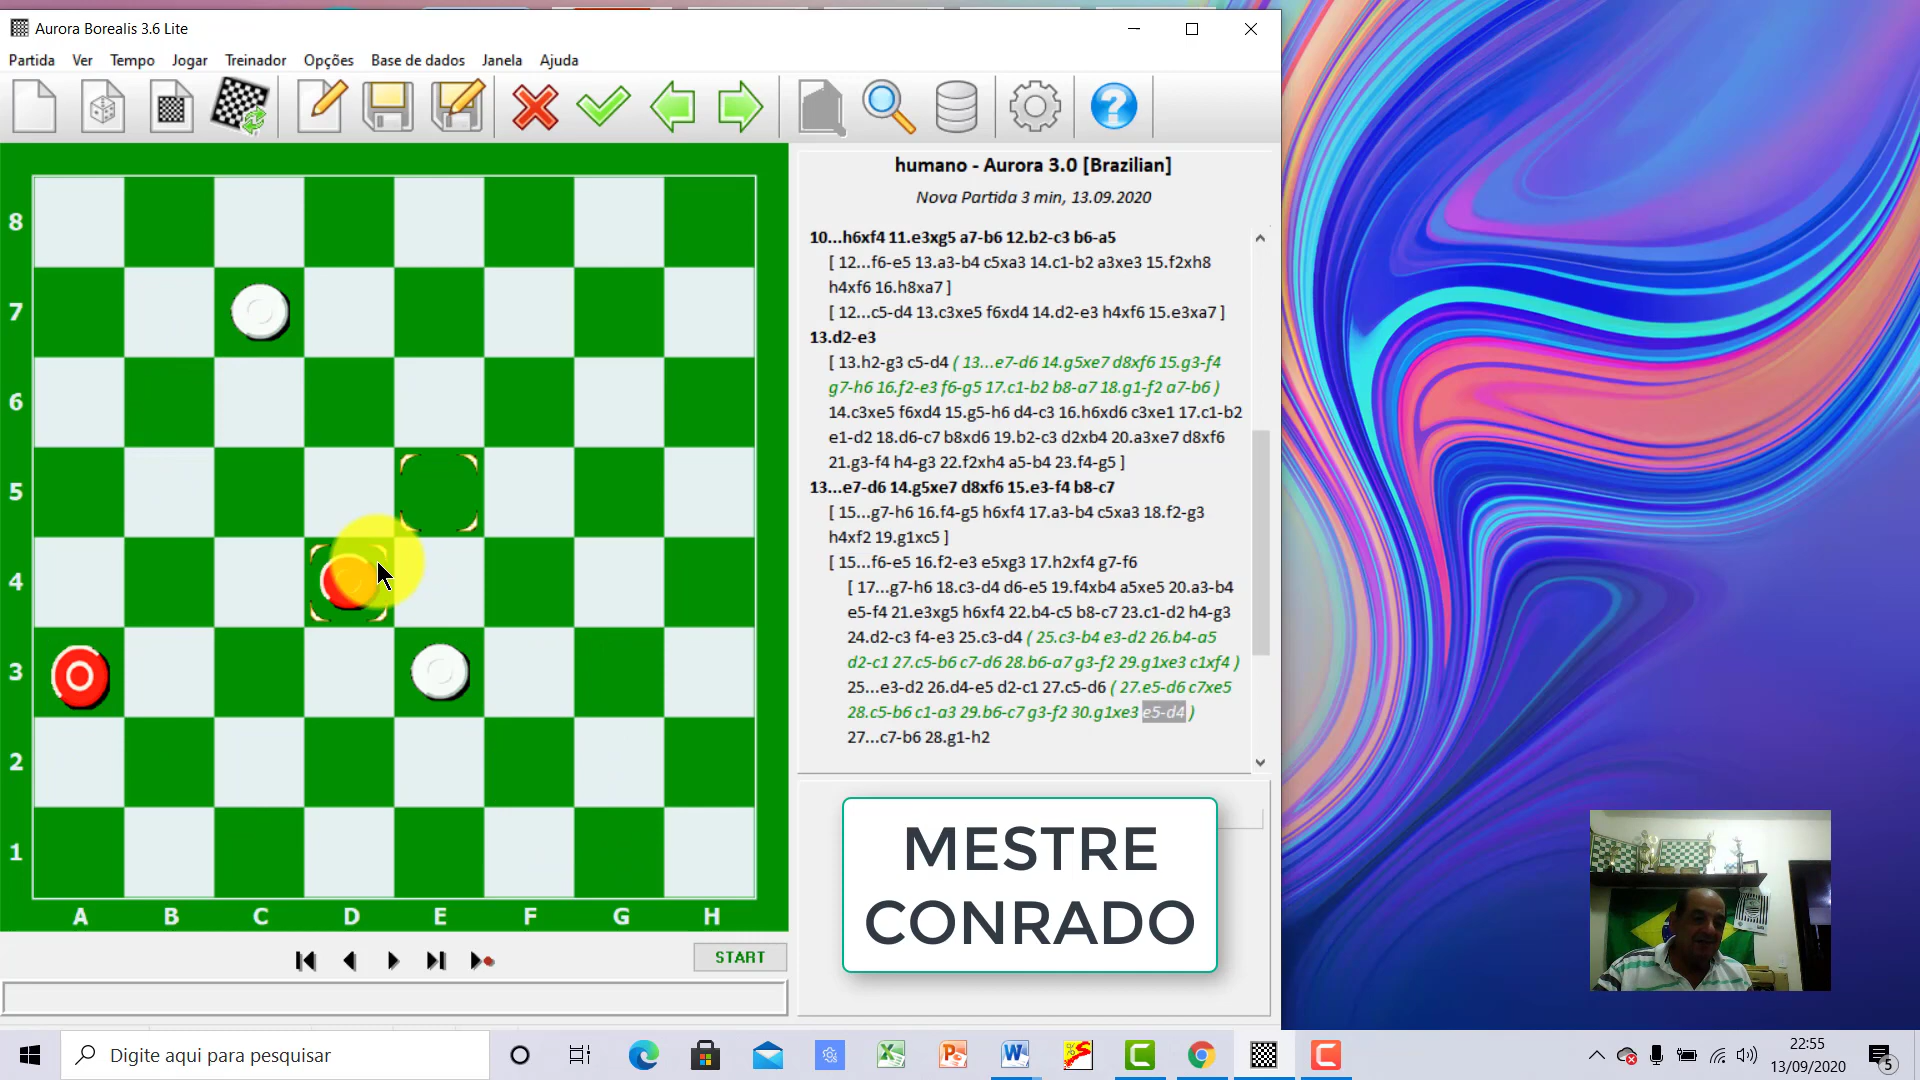 Aurora Borealis 3.6 Lite
Partida Ver Tempo Jogar Treinador Opções Base de dados Janela Ajuda
humano - Aurora 3.0 [Brazilian]
Nova Partida 3 min, 13.09.2020
10...h6xf4 11.e3xg5 a7-b6 12.b2-c3 b6-a5
[ 12...f6-e5 13.a3-b4 c5xa3 14.c1-b2 a3xe3 15.f2xh8
h4xf6 16.h8xa7 ]
[ 12...c5-d4 13.c3xe5 f6xd4 14.d2-e3 h4xf6 15.e3xa7 ]
13.d2-e3
[ 13.h2-g3 c5-d4 ( 13...e7-d6 14.g5xe7 d8xf6 15.g3-f4
g7-h6 16.f2-e3 f6-g5 17.c1-b2 b8-a7 18.g1-f2 a7-b6 )
14.c3xe5 f6xd4 15.g5-h6 d4-c3 16.h6xd6 c3xe1 17.c1-b2
e1-d2 18.d6-c7 b8xd6 19.b2-c3 d2xb4 20.a3xe7 d8xf6
21.g3-f4 h4-g3 22.f2xh4 a5-b4 23.f4-g5 ]
13...e7-d6 14.g5xe7 d8xf6 15.e3-f4 b8-c7
[ 15...g7-h6 16.f4-g5 h6xf4 17.a3-b4 c5xa3 18.f2-g3
h4xf2 19.g1xc5 ]
[ 15...f6-e5 16.f2-e3 e5xg3 17.h2xf4 g7-f6
[ 17...g7-h6 18.c3-d4 d6-e5 19.f4xb4 a5xe5 20.a3-b4
e5-f4 21.e3xg5 h6xf4 22.b4-c5 b8-c7 23.c1-d2 h4-g3
24.d2-c3 f4-e3 25.c3-d4 ( 25.c3-b4 e3-d2 26.b4-a5
d2-c1 27.c5-b6 c7-d6 28.b6-a7 g3-f2 29.g1xe3 c1xf4 )
25...e3-d2 26.d4-e5 d2-c1 27.c5-d6 ( 27.e5-d6 c7xe5
28.c5-b6 c1-a3 29.b6-c7 g3-f2 30.g1xe3 e5-d4 )
27...c7-b6 28.g1-h2
8
7
6
5
4
3
2
1
A B C D E F G H
START
MESTRE
CONRADO
Digite aqui para pesquisar
22:55
13/09/2020
5